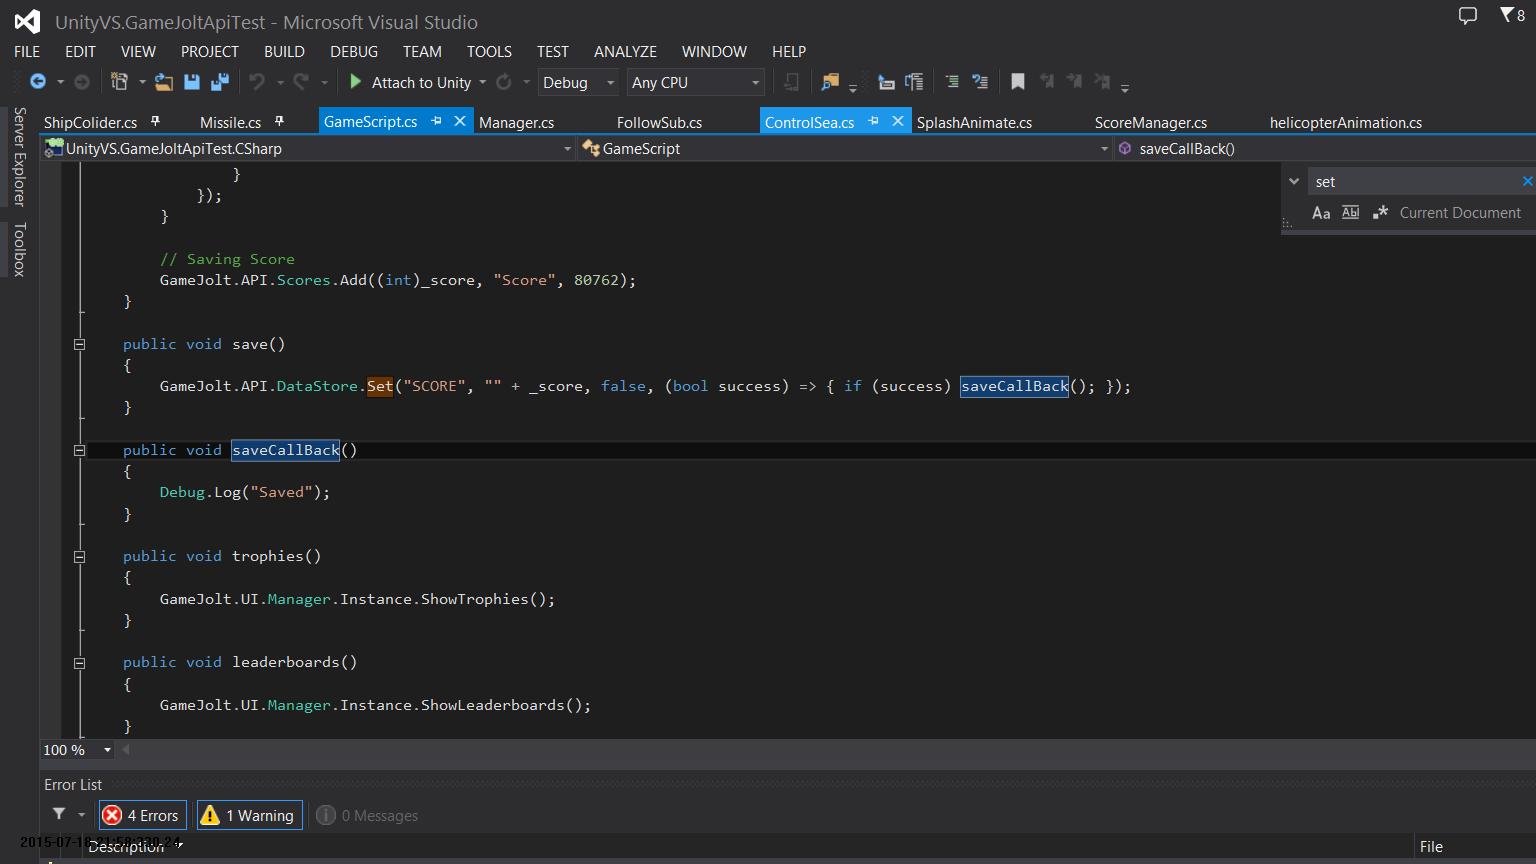 UnityVS.GameJoltApiTest - Microsoft Visual Studio
8
FILE EDIT VIEW PROJECT BUILD DEBUG TEAM TOOLS TEST ANALYZE WINDOW HELP
Attach to Unity Debug Any CPU
ShipColider.cs Missile.cs GameScript.cs Manager.cs FollowSub.cs ControlSea.cs SplashAnimate.cs ScoreManager.cs helicopterAnimation.cs
UnityVS.GameJoltApiTest.CSharp GameScript saveCallBack()
Server Explorer
Toolbox
set
Aa Abl .* Current Document
}
});
}
// Saving Score
GameJolt.API.Scores.Add((int)_score, "Score", 80762);
}
public void save()
{
GameJolt.API.DataStore.Set("SCORE", "" + _score, false, (bool success) => { if (success) saveCallBack(); });
}
public void saveCallBack()
{
Debug.Log("Saved");
}
public void trophies()
{
GameJolt.UI.Manager.Instance.ShowTrophies();
}
public void leaderboards()
{
GameJolt.UI.Manager.Instance.ShowLeaderboards();
}
100 %
Error List
4 Errors 1 Warning 0 Messages
Description File